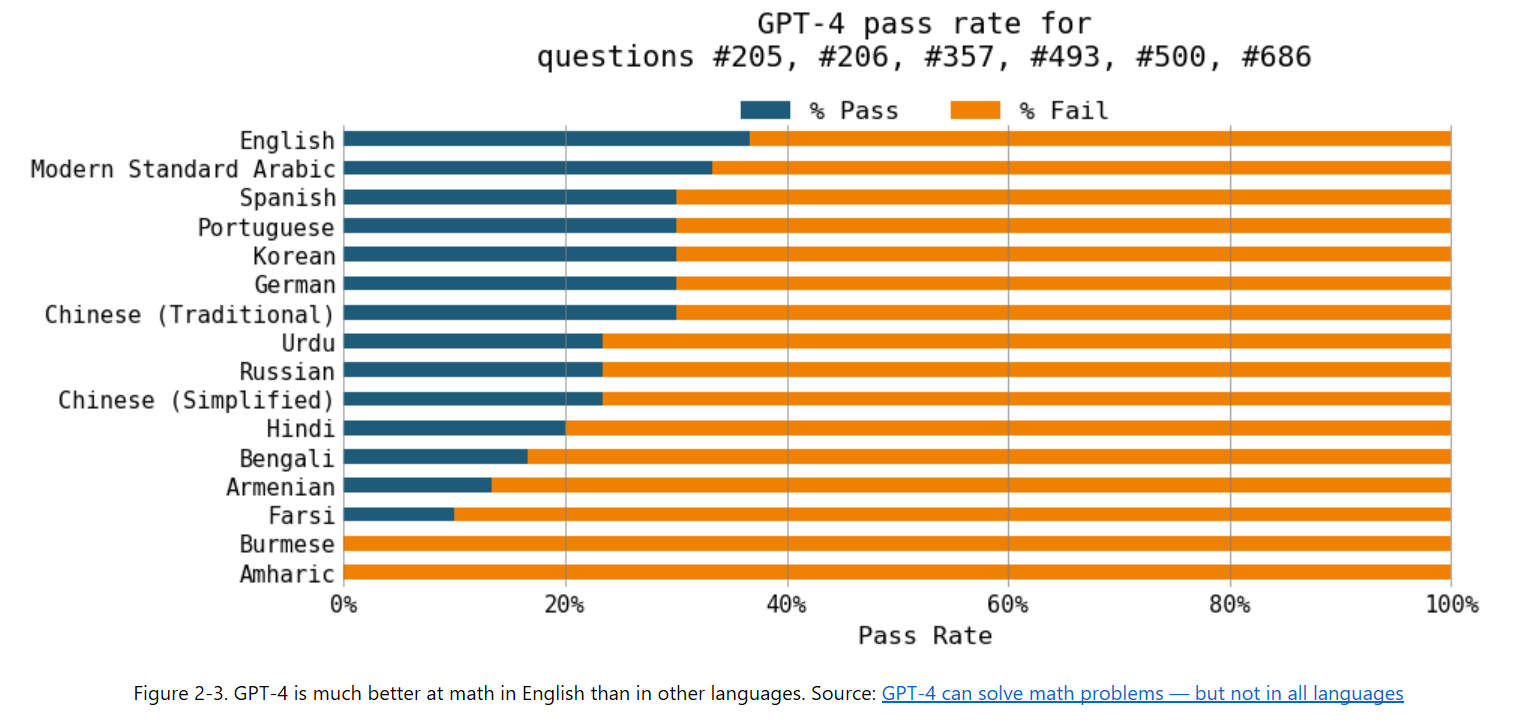 GPT-4 pass rate for
questions #205, #206, #357, #493, #500, #686
% Pass % Fail
English
Modern Standard Arabic
Spanish
Portuguese
Korean
German
Chinese (Traditional)
Urdu
Russian
Chinese (Simplified)
Hindi
Bengali
Armenian
Farsi
Burmese
Amharic
0% 20% 40% 60% 80% 100%
Pass Rate
Figure 2-3. GPT-4 is much better at math in English than in other languages. Source: GPT-4 can solve math problems — but not in all languages